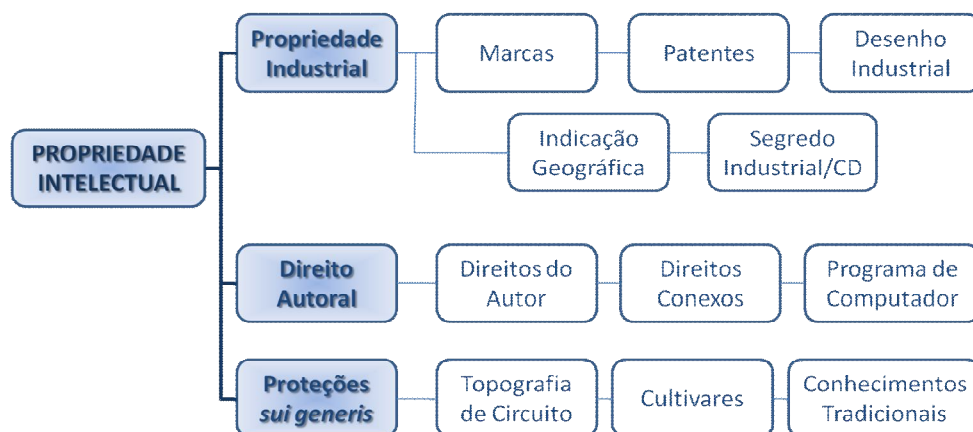 Propriedade
Industrial
Marcas
Patentes
Desenho
Industrial
Indicação
Geográfica
Segredo
Industrial/CD
PROPRIEDADE
INTELECTUAL
Direito
Autoral
Direitos do
Autor
Direitos
Conexos
Programa de
Computador
Proteções
sui generis
Topografia
de Circuito
Cultivares
Conhecimentos
Tradicionais